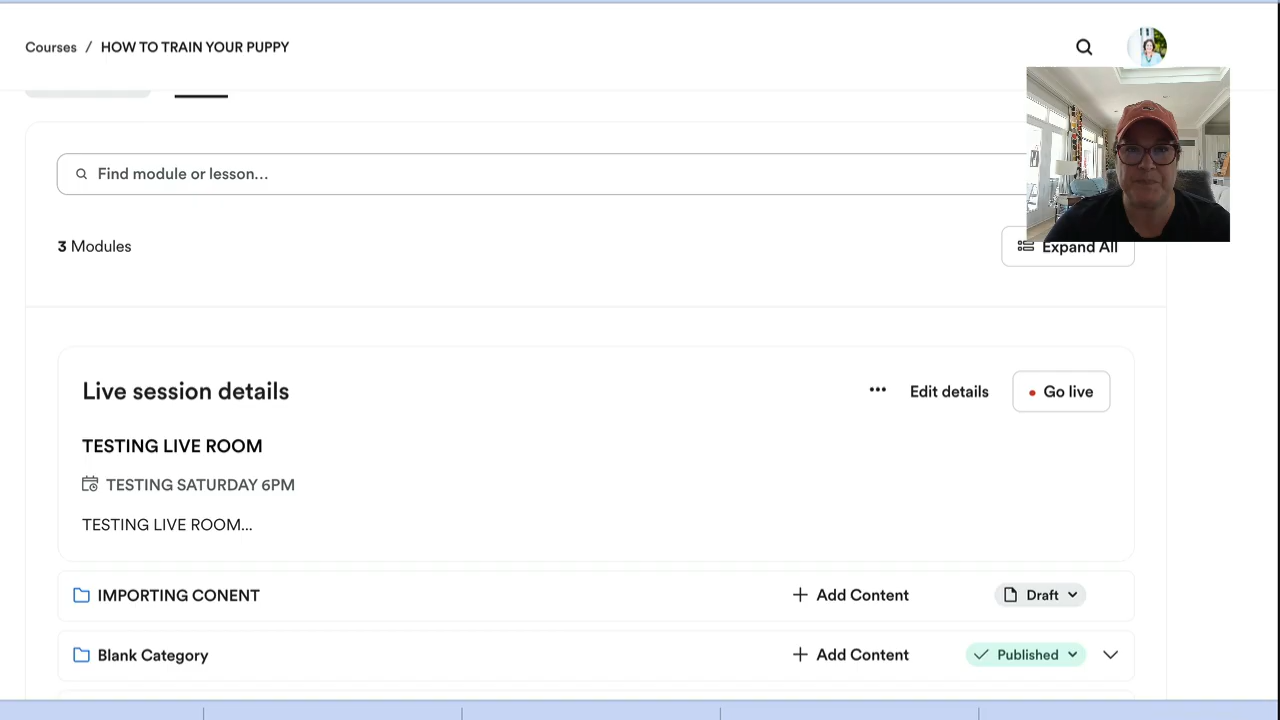 Courses / HOW TO TRAIN YOUR PUPPY
Find module or lesson...
3 Modules
Expand All
Live session details
••• Edit details Go live
TESTING LIVE ROOM
TESTING SATURDAY 6PM
TESTING LIVE ROOM...
IMPORTING CONENT + Add Content Draft
Blank Category + Add Content Published